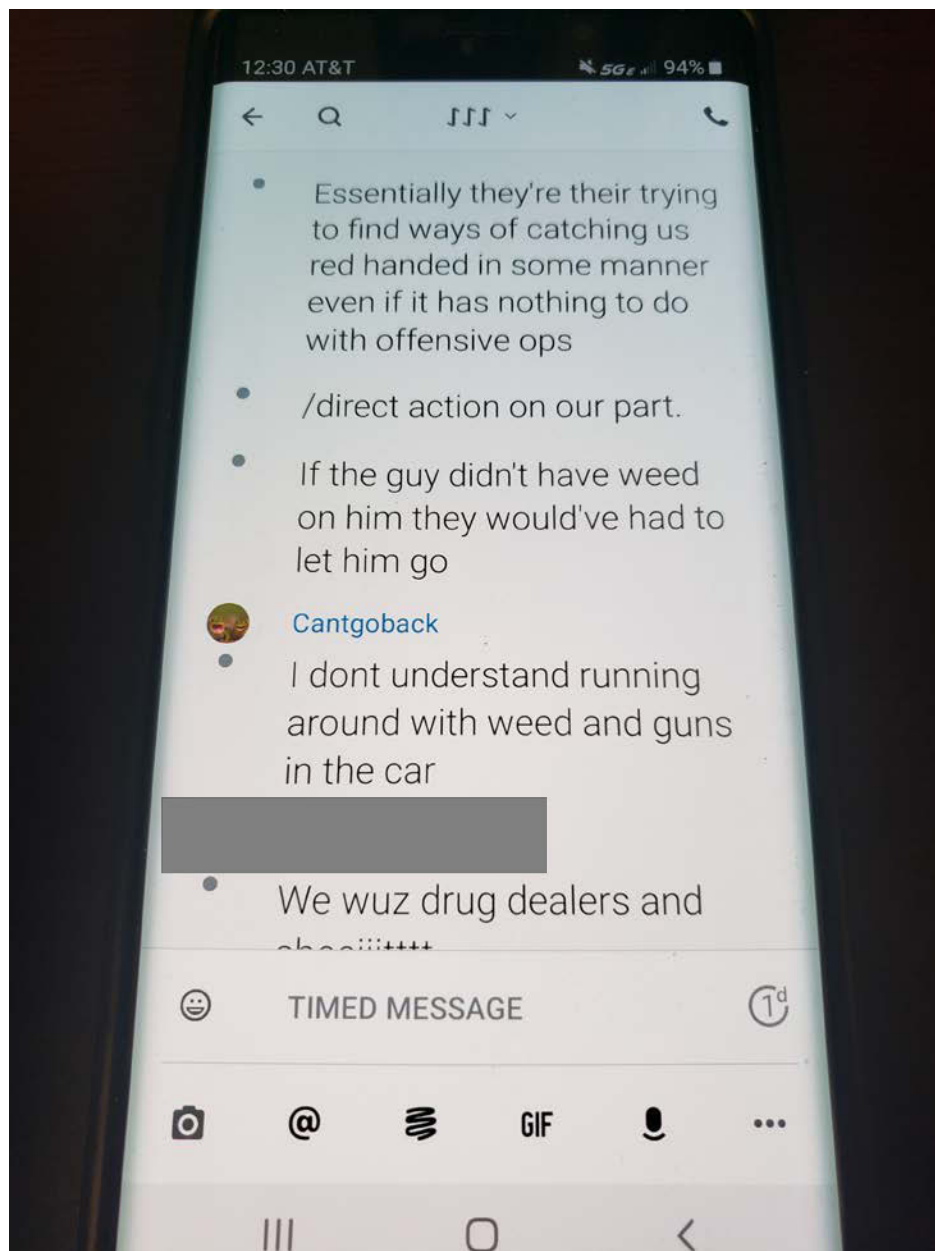 12:30 AT&T 5GE 94%
Essentially they're their trying
to find ways of catching us
red handed in some manner
even if it has nothing to do
with offensive ops
/direct action on our part.
If the guy didn't have weed
on him they would've had to
let him go
Cantgoback
I dont understand running
around with weed and guns
in the car
We wuz drug dealers and
TIMED MESSAGE
1d
@
GIF